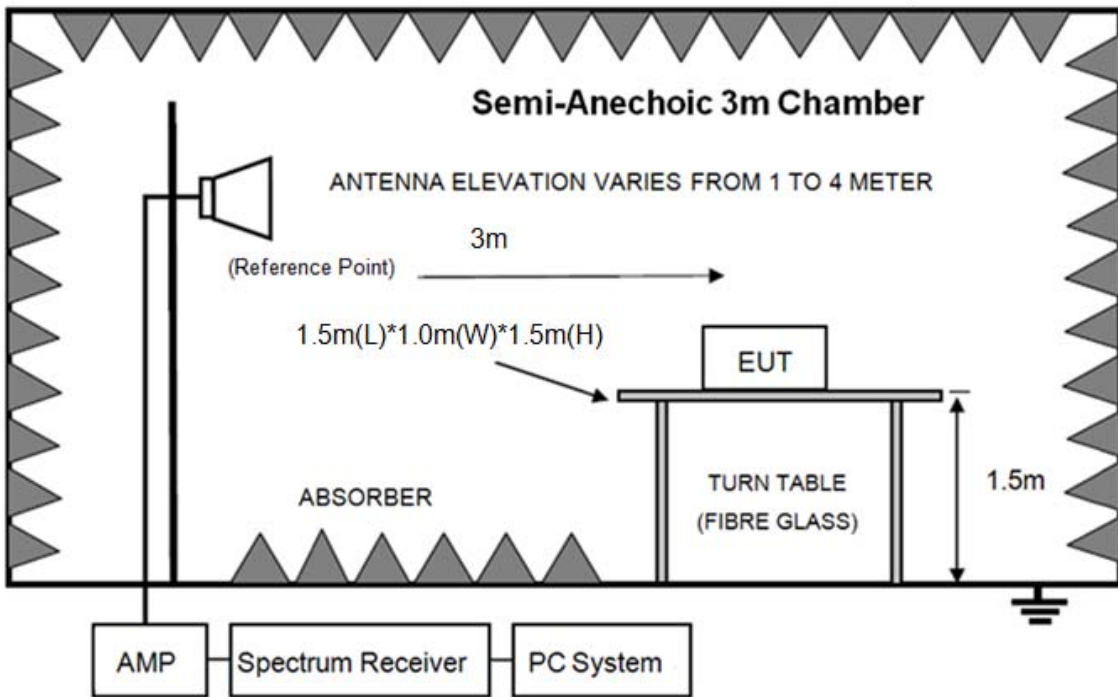 Semi-Anechoic 3m Chamber
ANTENNA ELEVATION VARIES FROM 1 TO 4 METER
3m
(Reference Point)
1.5m(L)*1.0m(W)*1.5m(H)
EUT
ABSORBER
TURN TABLE
(FIBRE GLASS)
1.5m
AMP
Spectrum Receiver
PC System